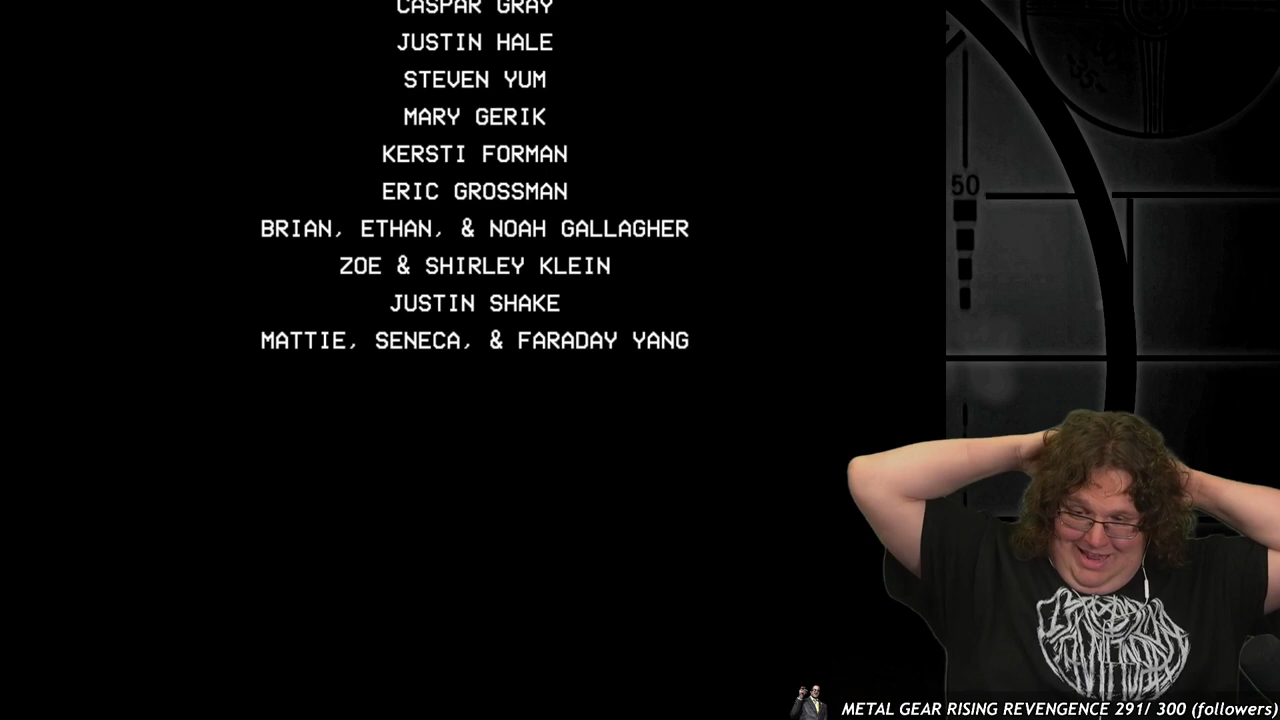 CASPAR GRAY
JUSTIN HALE
STEVEN YUM
MARY GERIK
KERSTI FORMAN
ERIC GROSSMAN
BRIAN, ETHAN, & NOAH GALLAGHER
ZOE & SHIRLEY KLEIN
JUSTIN SHAKE
MATTIE, SENECA, & FARADAY YANG
50
METAL GEAR RISING REVENGENCE 291/ 300 (followers)